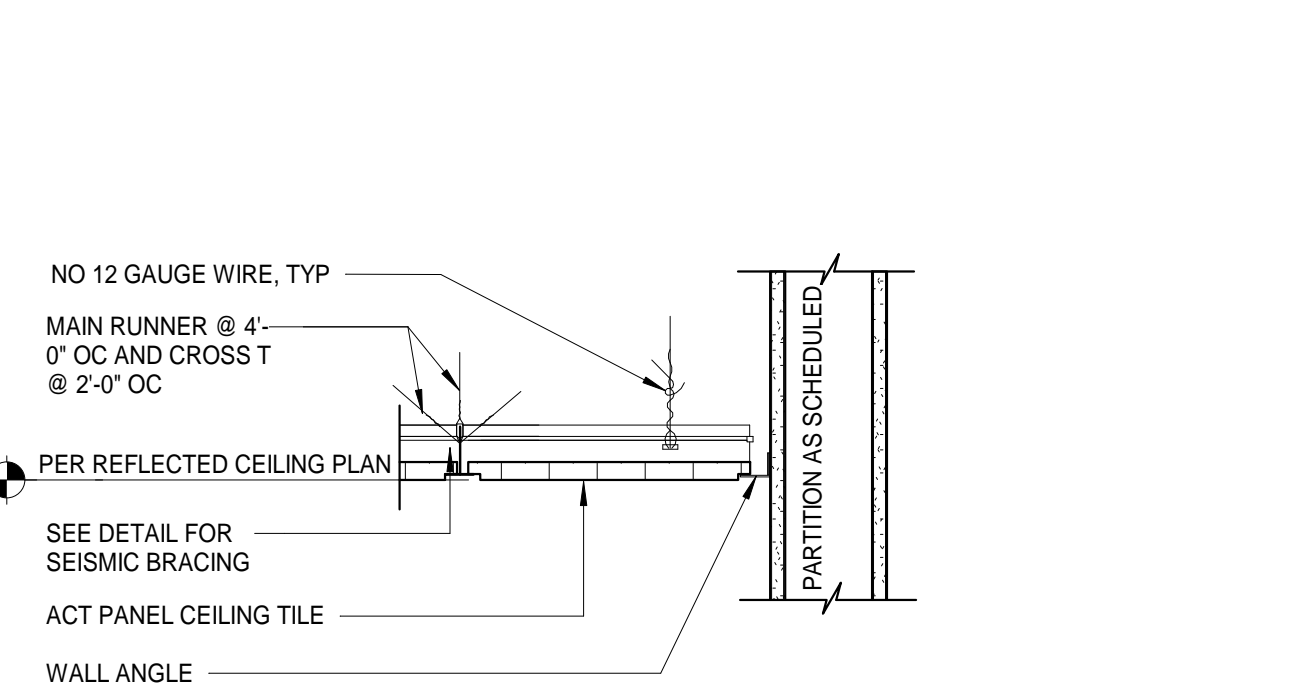 NO 12 GAUGE WIRE, TYP
MAIN RUNNER @ 4'-
0" OC AND CROSS T
@ 2'-0" OC
PER REFLECTED CEILING PLAN
SEE DETAIL FOR
SEISMIC BRACING
ACT PANEL CEILING TILE
WALL ANGLE
PARTITION AS SCHEDULED